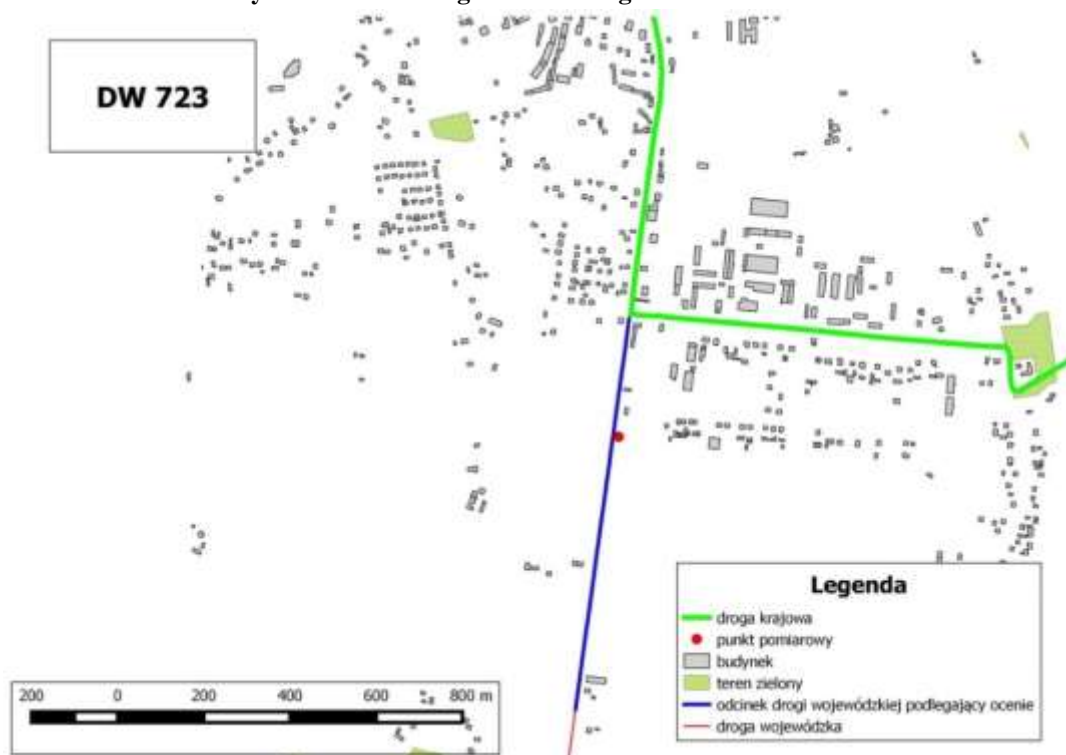 DW 723
Legenda
droga krajowa
punkt pomiarowy
budynek
teren zielony
odcinek drogi wojewódzkiej podlegający ocenie
droga wojewódzka
200 0 200 400 600 800 m